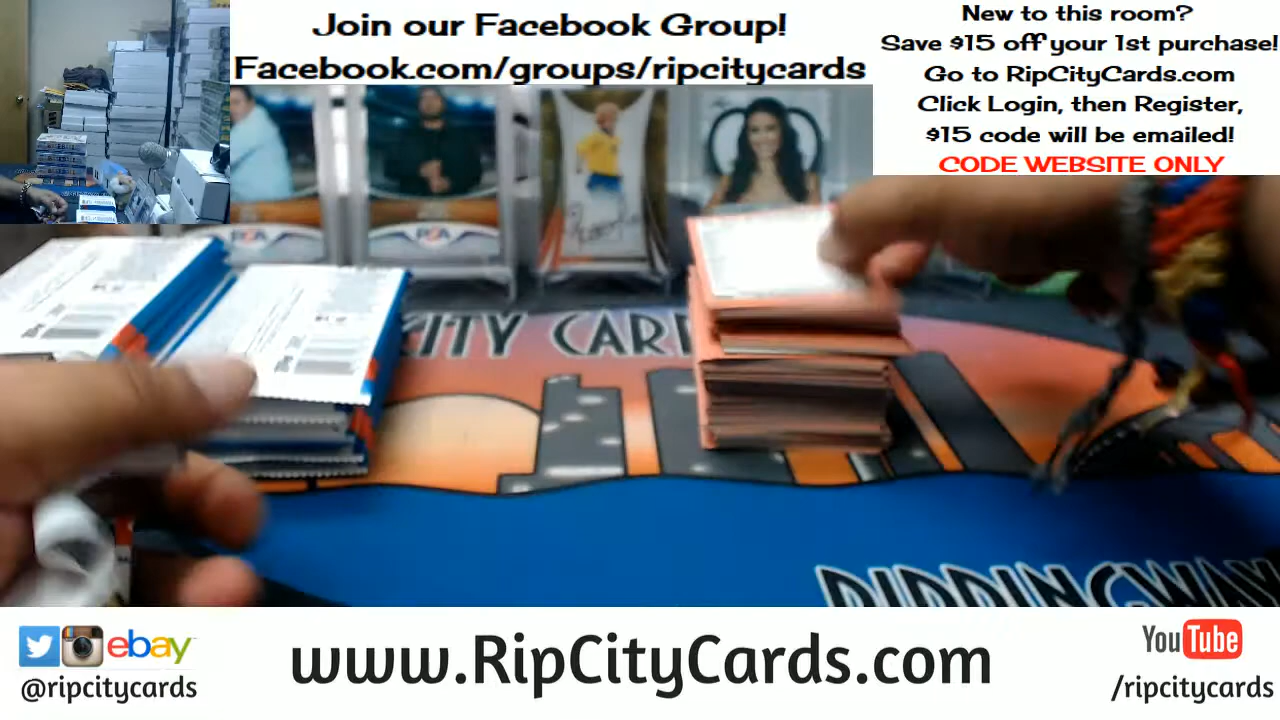 Join our Facebook Group!
Facebook.com/groups/ripcitycards
New to this room?
Save $15 off your 1st purchase!
Go to RipCityCards.com
Click Login, then Register,
$15 code will be emailed!
CODE WEBSITE ONLY
CITY CAR
ebay
@ripcitycards
www.RipCityCards.com
YouTube
/ripcitycards